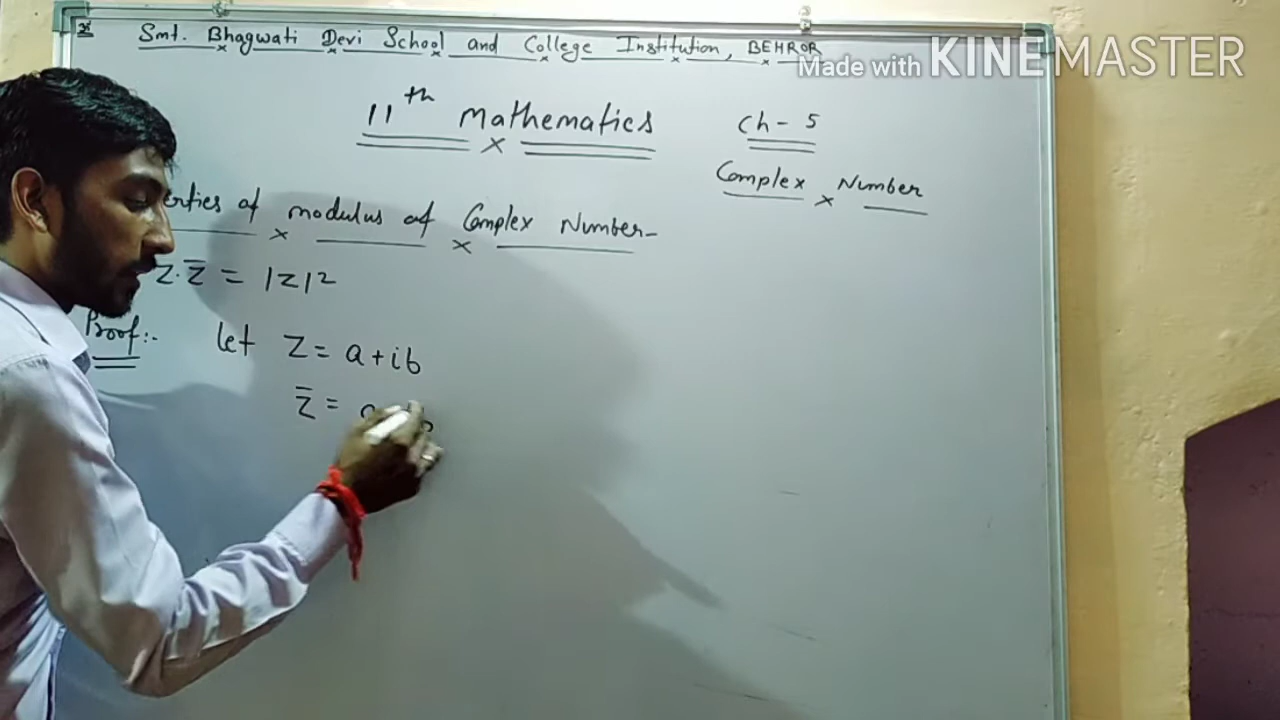 Smt. Bhagwati Devi School and College Institution, BEHROR
Made with KINEMASTER
11th Mathematics
Ch - 5
Complex Number
erties of modulus of Complex Number-
Z·Z̄ = |Z|²
Proof:- let Z = a+ib
Z̄ =